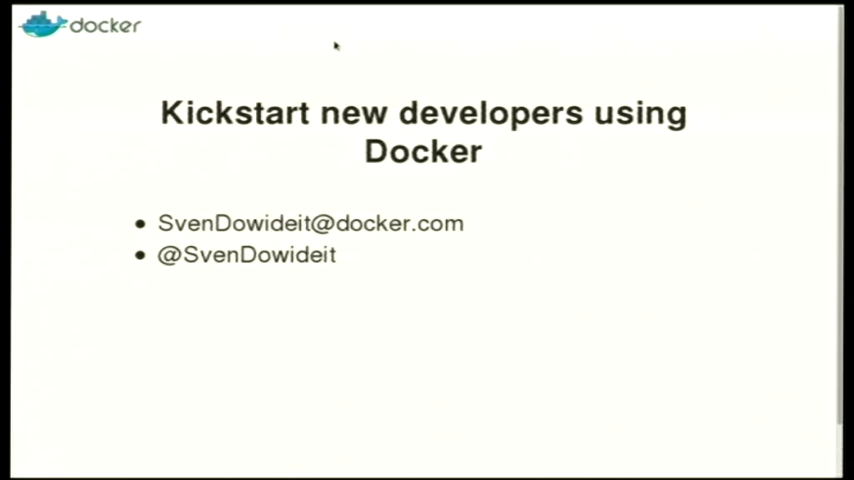 docker
Kickstart new developers using
Docker
SvenDowideit@docker.com
@SvenDowideit